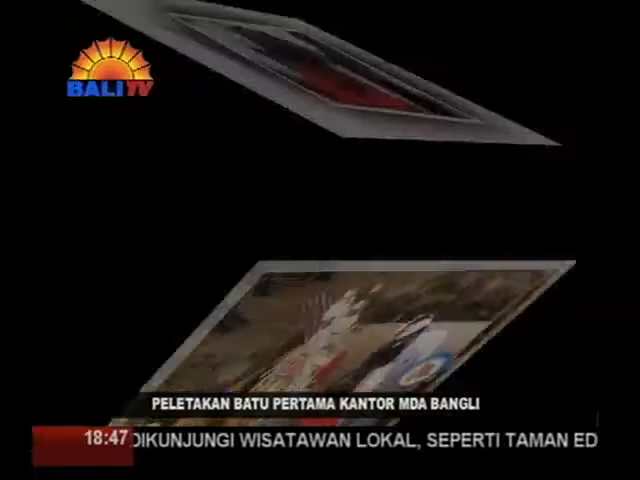 BALI TV
PELETAKAN BATU PERTAMA KANTOR MDA BANGLI
18:47
DIKUNJUNGI WISATAWAN LOKAL, SEPERTI TAMAN ED